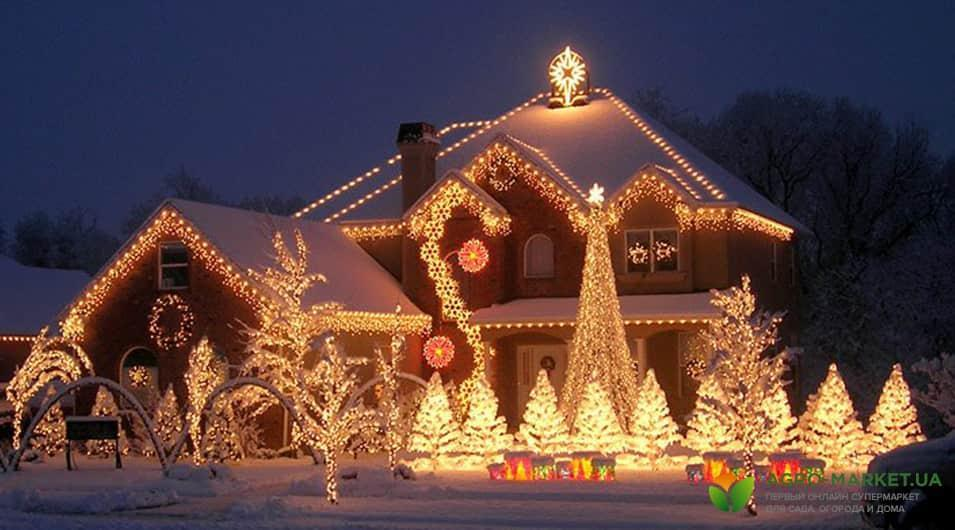 AGRO-MARKET.UA
ПЕРВЫЙ ОНЛАЙН СУПЕРМАРКЕТ
ДЛЯ САДА, ОГОРОДА И ДОМА